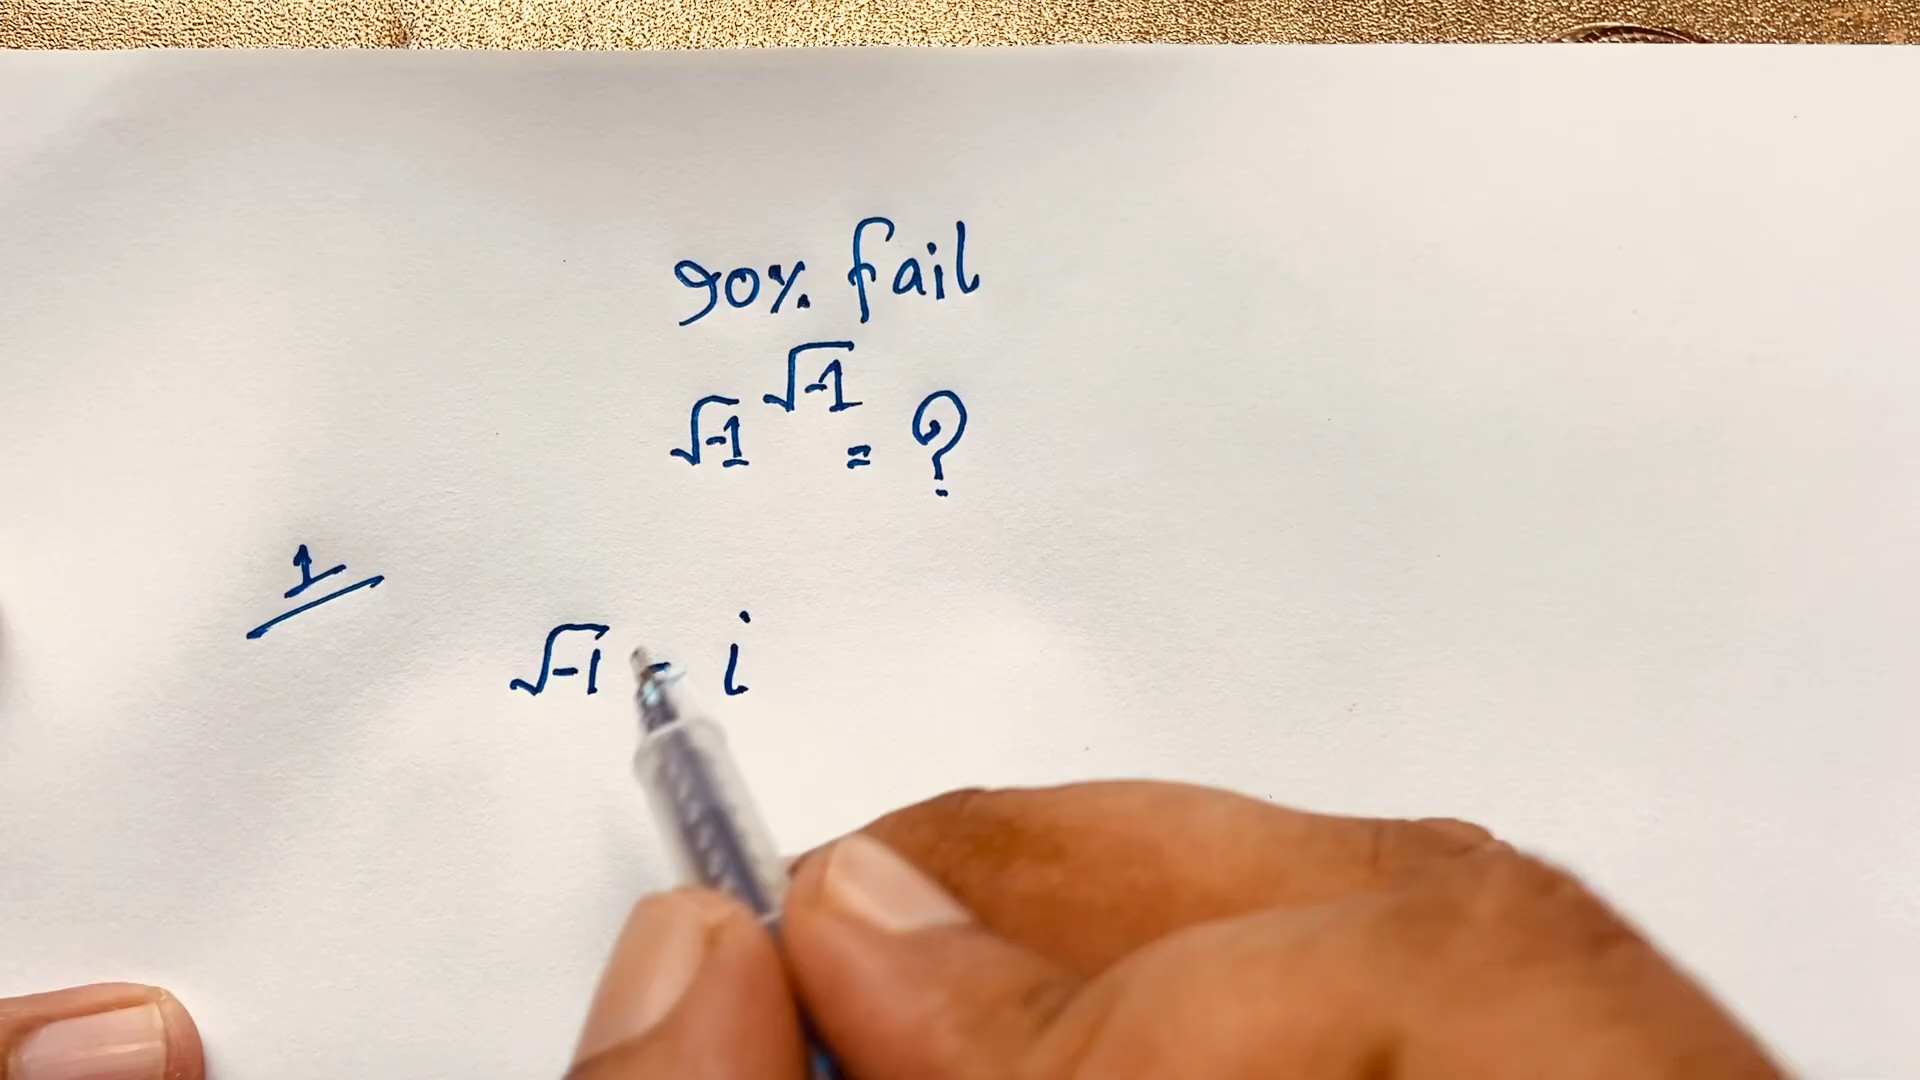 90% fail
√-1^√-1 = ?
1
√-1 = i